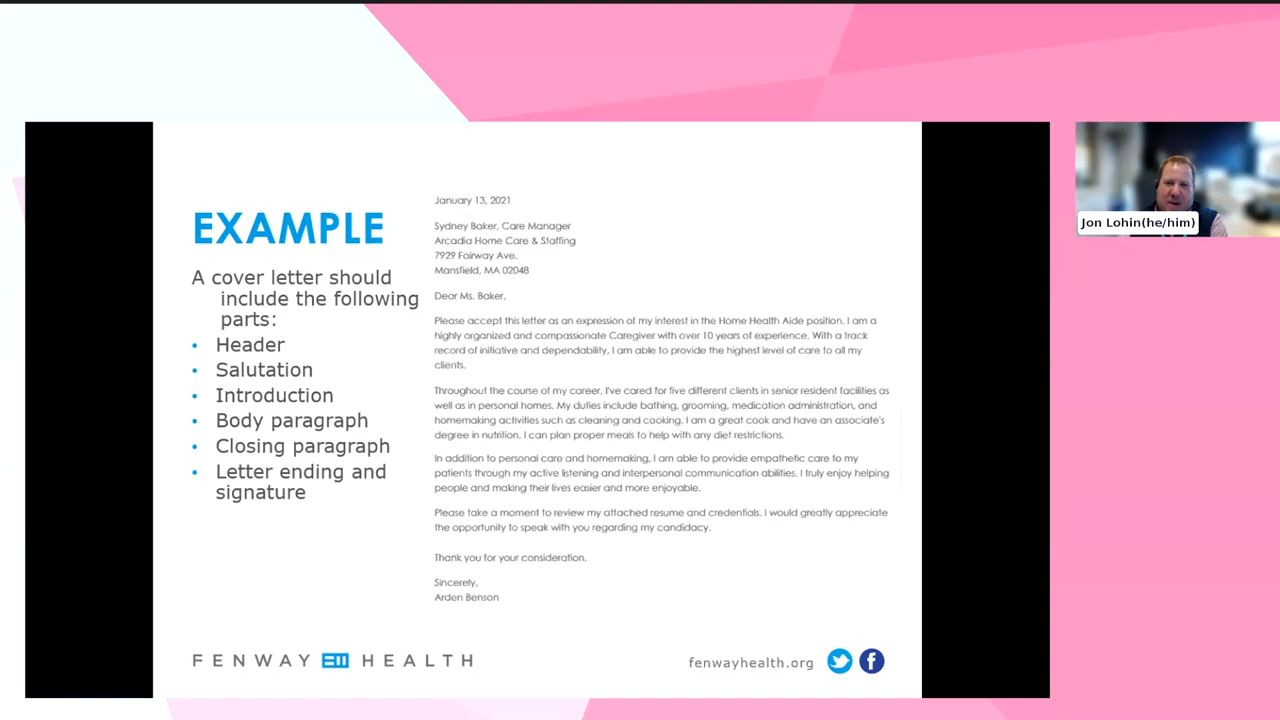 EXAMPLE
A cover letter should
include the following
parts:
• Header
• Salutation
• Introduction
• Body paragraph
• Closing paragraph
• Letter ending and
signature
January 13, 2021
Sydney Baker, Care Manager
Arcadia Home Care & Staffing
7929 Fairway Ave.
Mansfield, MA 02048
Dear Ms. Baker,
Please accept this letter as an expression of my interest in the Home Health Aide position. I am a
highly organized and compassionate Caregiver with over 10 years of experience. With a track
record of initiative and dependability, I am able to provide the highest level of care to all my
clients.
Throughout the course of my career, I've cared for five different clients in senior resident facilities as
well as in personal homes. My duties include bathing, grooming, medication administration, and
homemaking activities such as cleaning and cooking. I am a great cook and have an associate's
degree in nutrition. I can plan proper meals to help with any diet restrictions.
In addition to personal care and homemaking, I am able to provide empathetic care to my
patients through my active listening and interpersonal communication abilities. I truly enjoy helping
people and making their lives easier and more enjoyable.
Please take a moment to review my attached resume and credentials. I would greatly appreciate
the opportunity to speak with you regarding my candidacy.
Thank you for your consideration.
Sincerely,
Arden Benson
FENWAY HEALTH
fenwayhealth.org
Jon Lohin(he/him)